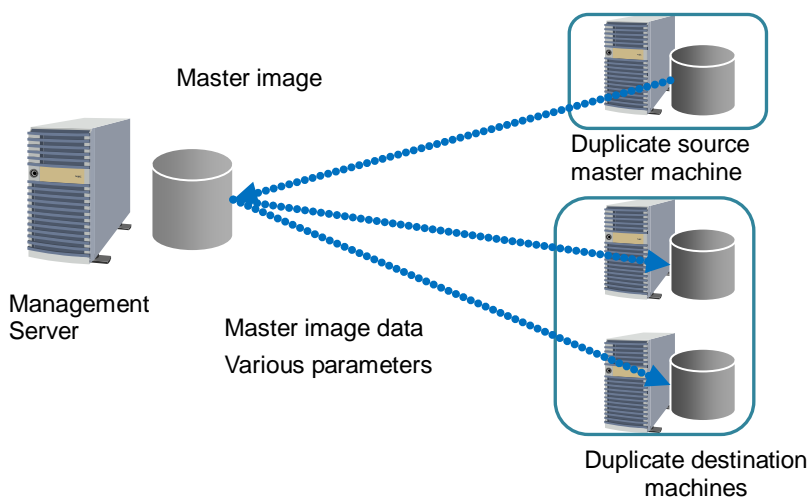 Master image
Duplicate source
master machine
Management
Server
Master image data
Various parameters
Duplicate destination
machines